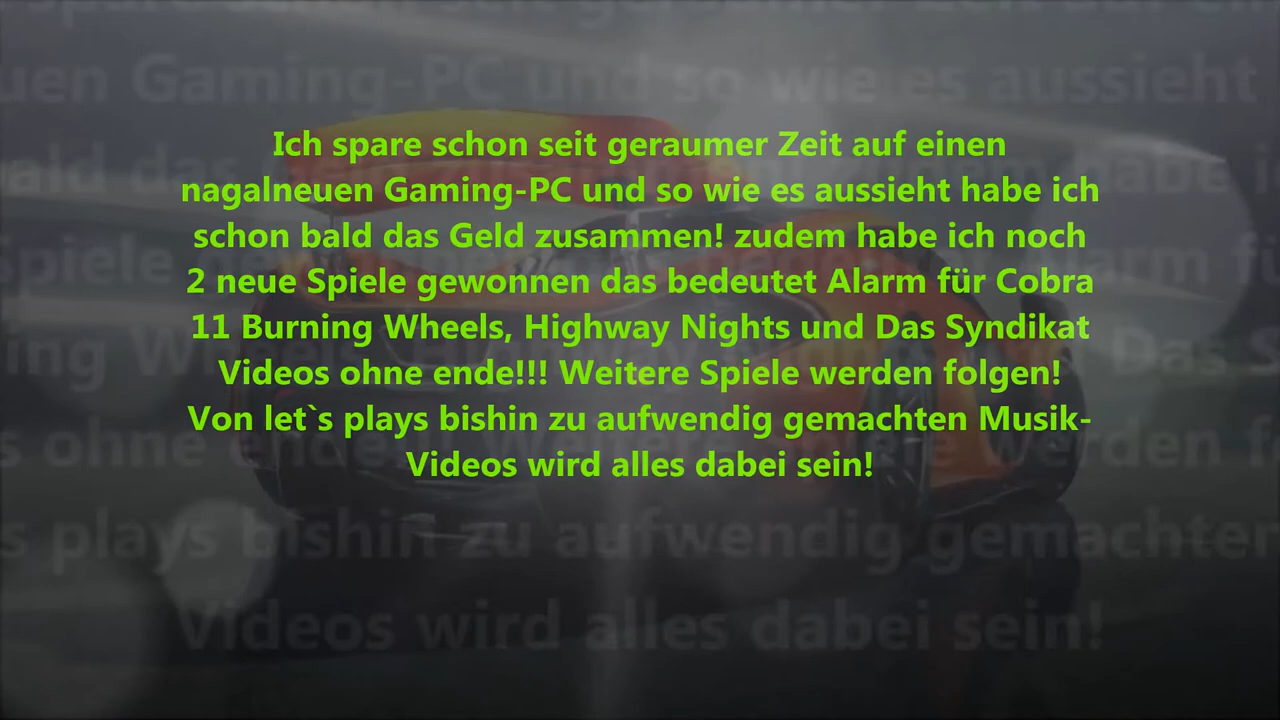 Ich spare schon seit geraumer Zeit auf einen
nagalneuen Gaming-PC und so wie es aussieht habe ich
schon bald das Geld zusammen! zudem habe ich noch
2 neue Spiele gewonnen das bedeutet Alarm für Cobra
11 Burning Wheels, Highway Nights und Das Syndikat
Videos ohne ende!!! Weitere Spiele werden folgen!
Von let`s plays bishin zu aufwendig gemachten Musik-
Videos wird alles dabei sein!